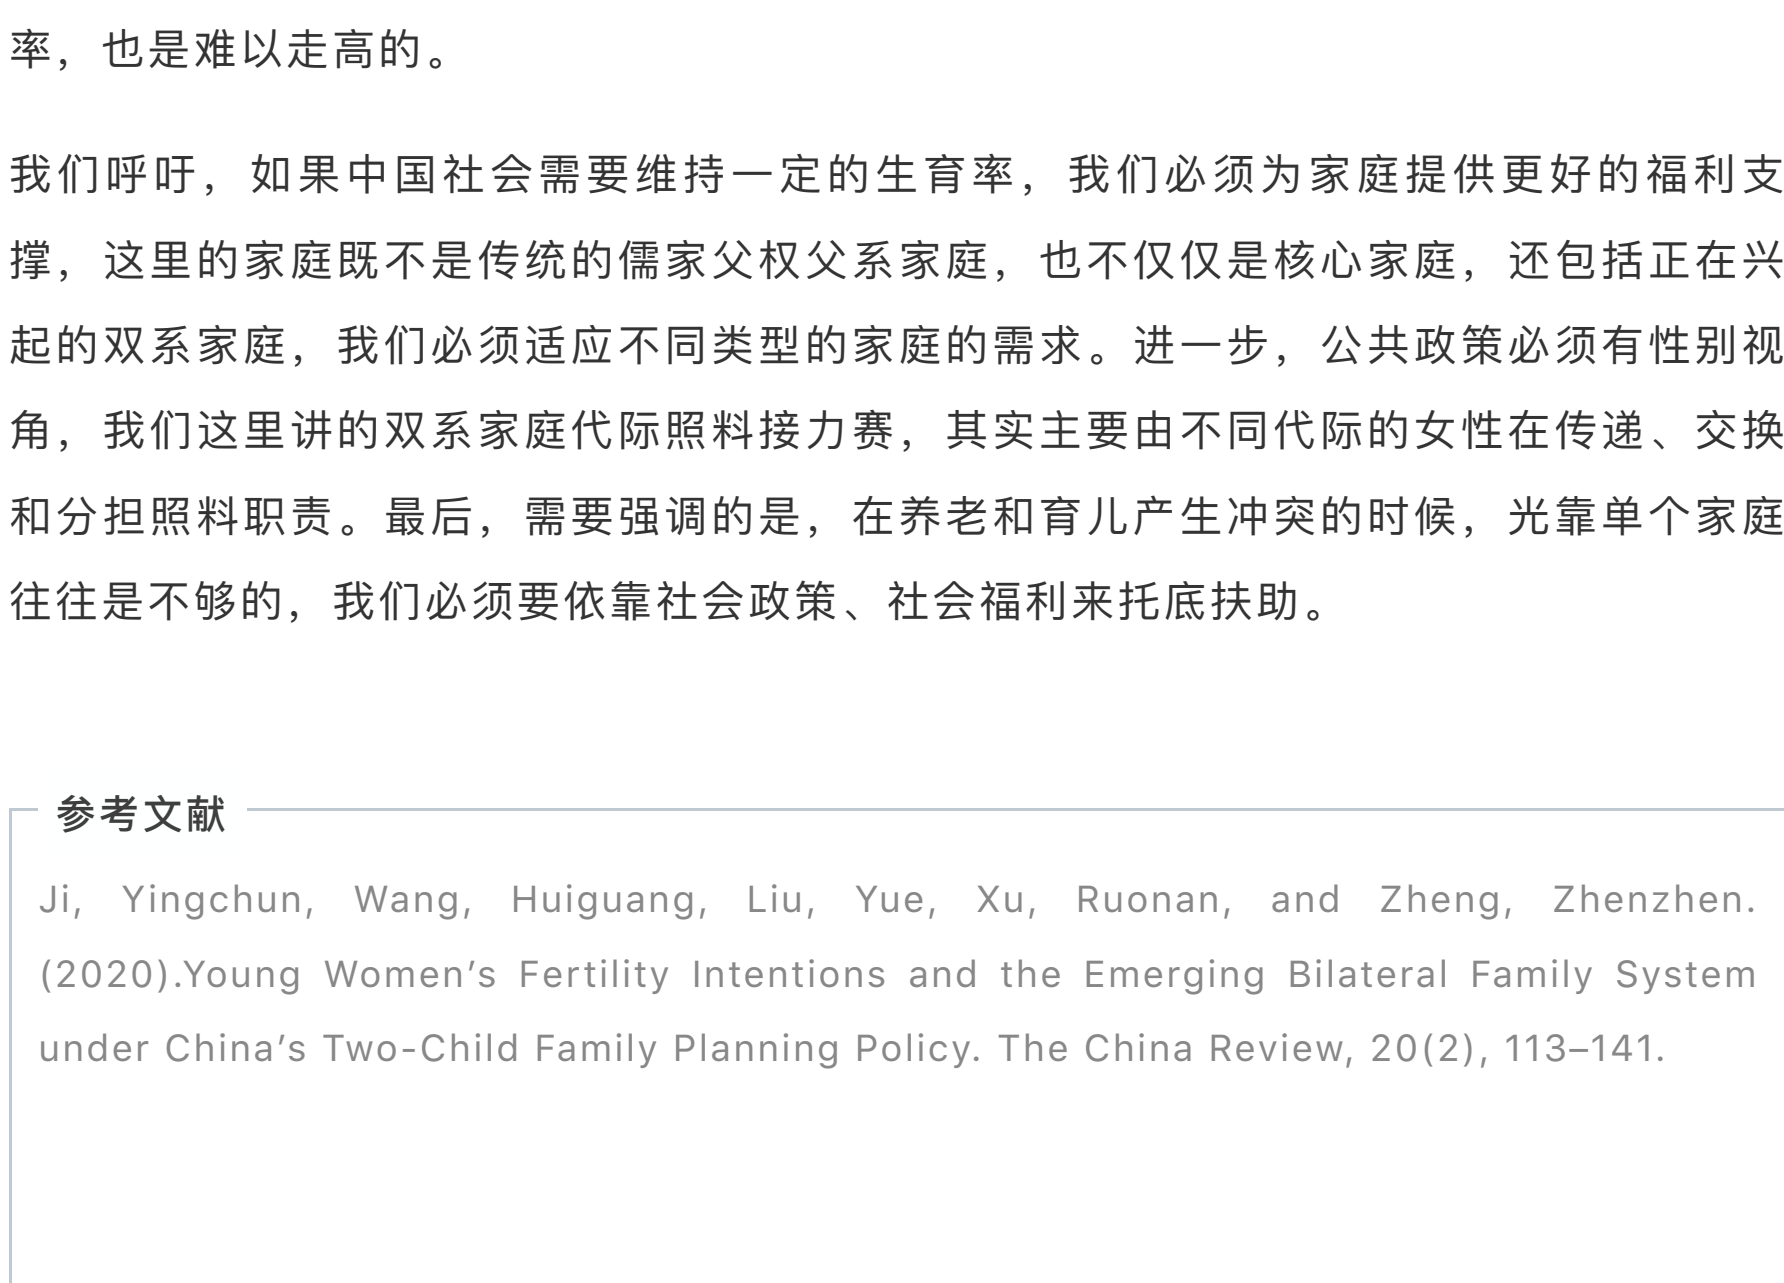 率，也是难以走高的。
我们呼吁，如果中国社会需要维持一定的生育率，我们必须为家庭提供更好的福利支
撑，这里的家庭既不是传统的儒家父权父系家庭，也不仅仅是核心家庭，还包括正在兴
起的双系家庭，我们必须适应不同类型的家庭的需求。进一步，公共政策必须有性别视
角，我们这里讲的双系家庭代际照料接力赛，其实主要由不同代际的女性在传递、交换
和分担照料职责。最后，需要强调的是，在养老和育儿产生冲突的时候，光靠单个家庭
往往是不够的，我们必须要依靠社会政策、社会福利来托底扶助。
参考文献
Ji, Yingchun, Wang, Huiguang, Liu, Yue, Xu, Ruonan, and Zheng, Zhenzhen.
(2020).Young Women’s Fertility Intentions and the Emerging Bilateral Family System
under China’s Two-Child Family Planning Policy. The China Review, 20(2), 113–141.